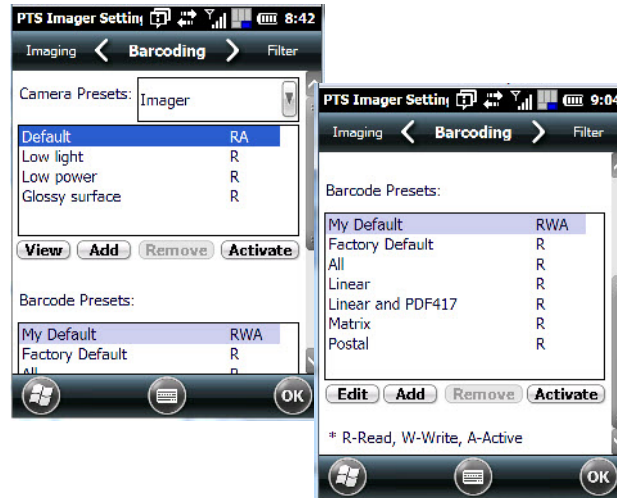 PTS Imager Settin 8:42
Imaging Barcoding Filter
Camera Presets: Imager
Default RA
Low light R
Low power R
Glossy surface R
View Add Remove Activate
Barcode Presets:
My Default RWA
Factory Default R
All R
OK
PTS Imager Settin 9:04
Imaging Barcoding Filter
Barcode Presets:
My Default RWA
Factory Default R
All R
Linear R
Linear and PDF417 R
Matrix R
Postal R
Edit Add Remove Activate
* R-Read, W-Write, A-Active
OK